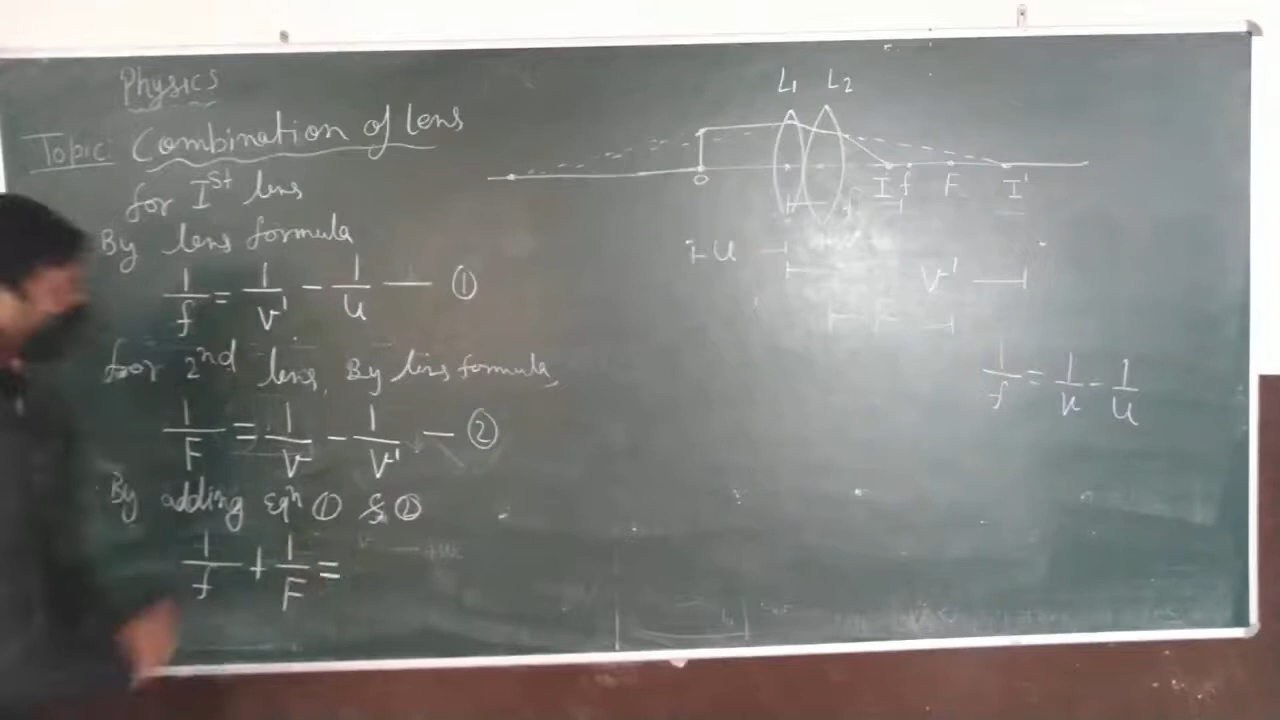 Physics
Topic: Combination of lens
for Ist lens
By lens formula
1/f = 1/v' - 1/u — ①
for 2nd lens, By lens formula,
1/F = 1/v - 1/v' — ②
By adding eqn ① & ②
1/f + 1/F =
L1 L2
O I f F I'
f
-u
v'
1/f = 1/v - 1/u